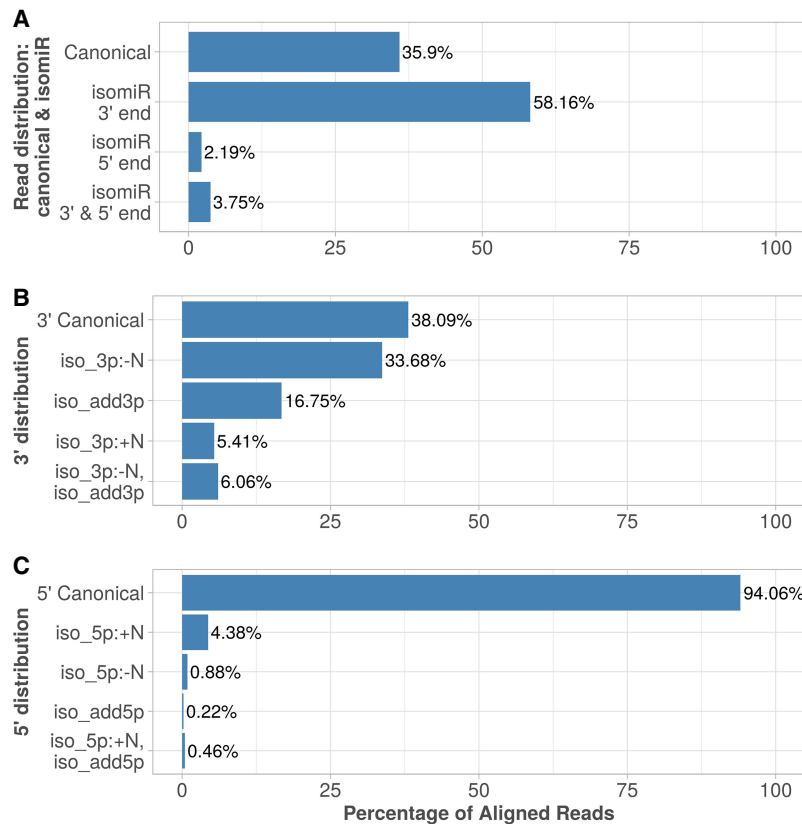 A
Read distribution:
canonical & isomiR
Canonical
35.9%
isomiR
3' end
58.16%
isomiR
5' end
2.19%
isomiR
3' & 5' end
3.75%
0 25 50 75 100
B
3' distribution
3' Canonical
38.09%
iso_3p:-N
33.68%
iso_add3p
16.75%
iso_3p:+N
5.41%
iso_3p:-N,
iso_add3p
6.06%
0 25 50 75 100
C
5' distribution
5' Canonical
94.06%
iso_5p:+N
4.38%
iso_5p:-N
0.88%
iso_add5p
0.22%
iso_5p:+N,
iso_add5p
0.46%
0 25 50 75 100
Percentage of Aligned Reads